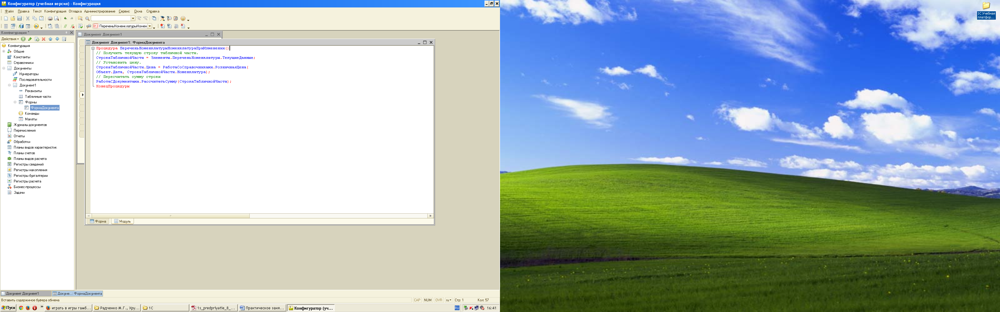 Конфигуратор (учебная версия) - Конфигурация
Файл Правка Текст Конфигурация Отладка Администрирование Сервис Окна Справка
ПереченьНоменклатурыНомен
Конфигурация *
Действия
Конфигурация
Общие
Константы
Справочники
Документы
Нумераторы
Последовательности
Документ1
Реквизиты
Табличные части
Формы
ФормаДокумента
Команды
Макеты
Журналы документов
Перечисления
Отчеты
Обработки
Планы видов характеристик
Планы счетов
Планы видов расчета
Регистры сведений
Регистры накопления
Регистры бухгалтерии
Регистры расчета
Бизнес-процессы
Задачи
Документ Документ1
Документ Документ1: ФормаДокумента
Процедура ПереченьНоменклатурыНоменклатураПриИзменении()
// Получить текущую строку табличной части.
СтрокаТабличнойЧасти = Элементы.ПереченьНоменклатуры.ТекущиеДанные;
// Установить цену.
СтрокаТабличнойЧасти.Цена = РаботаСоСправочниками.РозничнаяЦена(
Объект.Дата, СтрокаТабличнойЧасти.Номенклатура);
// Пересчитать сумму строки
РаботаСДокументами.РассчитатьСумму(СтрокаТабличнойЧасти);
КонецПроцедуры
Форма Модуль
Документ Документ1 Докуме...: ФормаДокумента
Вставить содержимое буфера обмена CAP NUM OVR ru Стр: 1 Кол: 57
Пуск » играть в игры гамб... Радченко М.Г., Хру... 1С 1s_predpriyatie_8_... Практическое заня... Конфигуратор (уч... RU 16:41
1С Учебная
платфор...